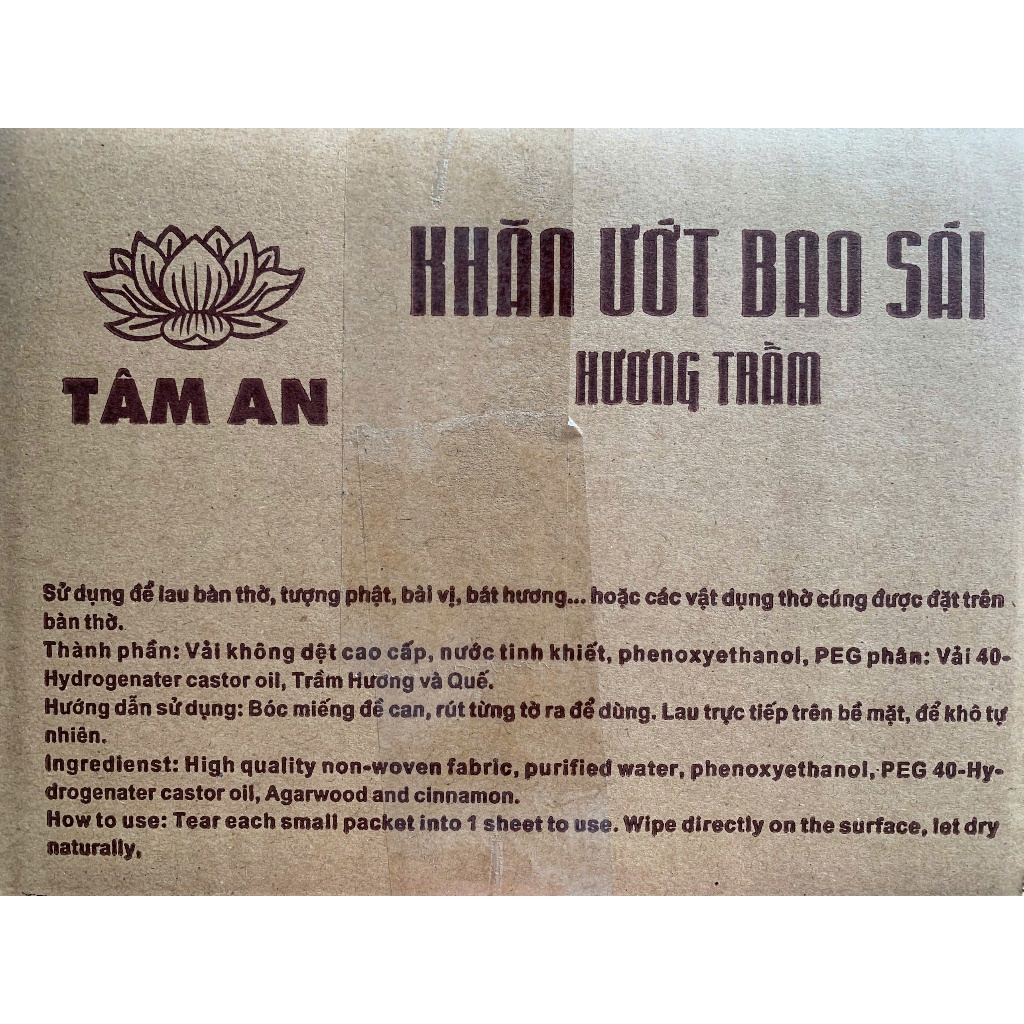 KHĂN ƯỚT BAO SÁI
HƯƠNG TRẦM
TÂM AN
Sử dụng để lau bàn thờ, tượng phật, bài vị, bát hương... hoặc các vật dụng thờ cúng được đặt trên
bàn thờ.
Thành phần: Vải không dệt cao cấp, nước tinh khiết, phenoxyethanol, PEG phân: Vải 40-
Hydrogenater castor oil, Trầm Hương và Quế.
Hướng dẫn sử dụng: Bóc miếng đề can, rút từng tờ ra để dùng. Lau trực tiếp trên bề mặt, để khô tự
nhiên.
Ingredienst: High quality non-woven fabric, purified water, phenoxyethanol, PEG 40-Hy-
drogenater castor oil, Agarwood and cinnamon.
How to use: Tear each small packet into 1 sheet to use. Wipe directly on the surface, let dry
naturally,